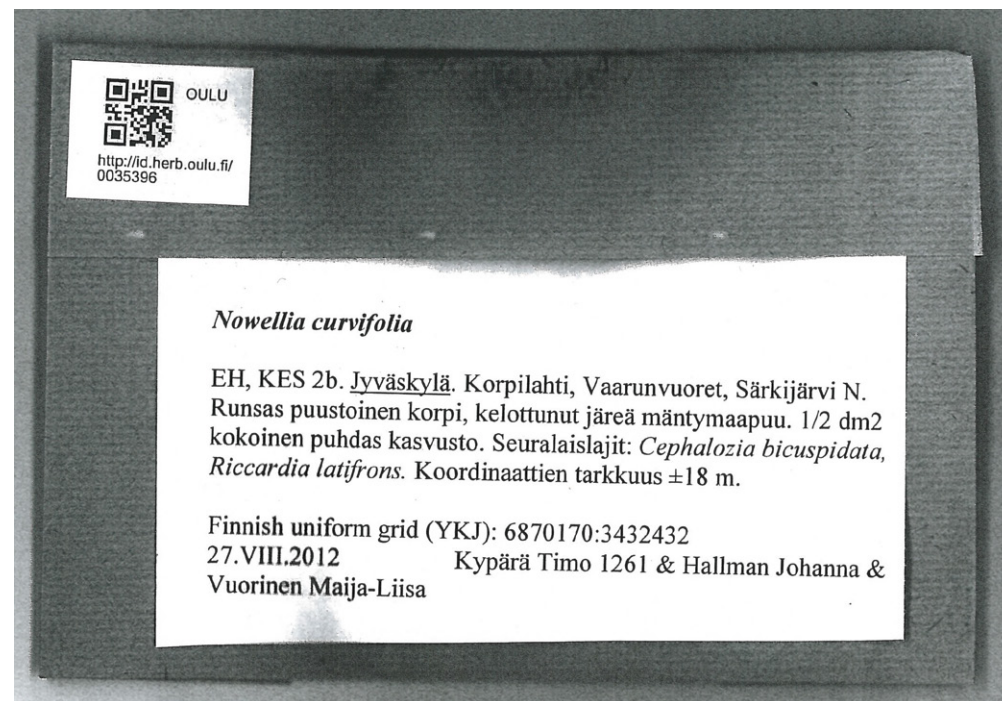 OULU
http://id.herb.oulu.fi/
0035396
Nowellia curvifolia
EH, KES 2b. Jyväskylä. Korpilahti, Vaarunvuoret, Särkijärvi N.
Runsas puustoinen korpi, kelottunut järeä mäntymaapuu. 1/2 dm2
kokoinen puhdas kasvusto. Seuralaislajit: Cephalozia bicuspidata,
Riccardia latifrons. Koordinaattien tarkkuus ±18 m.
Finnish uniform grid (YKJ): 6870170:3432432
27.VIII.2012 Kypärä Timo 1261 & Hallman Johanna &
Vuorinen Maija-Liisa